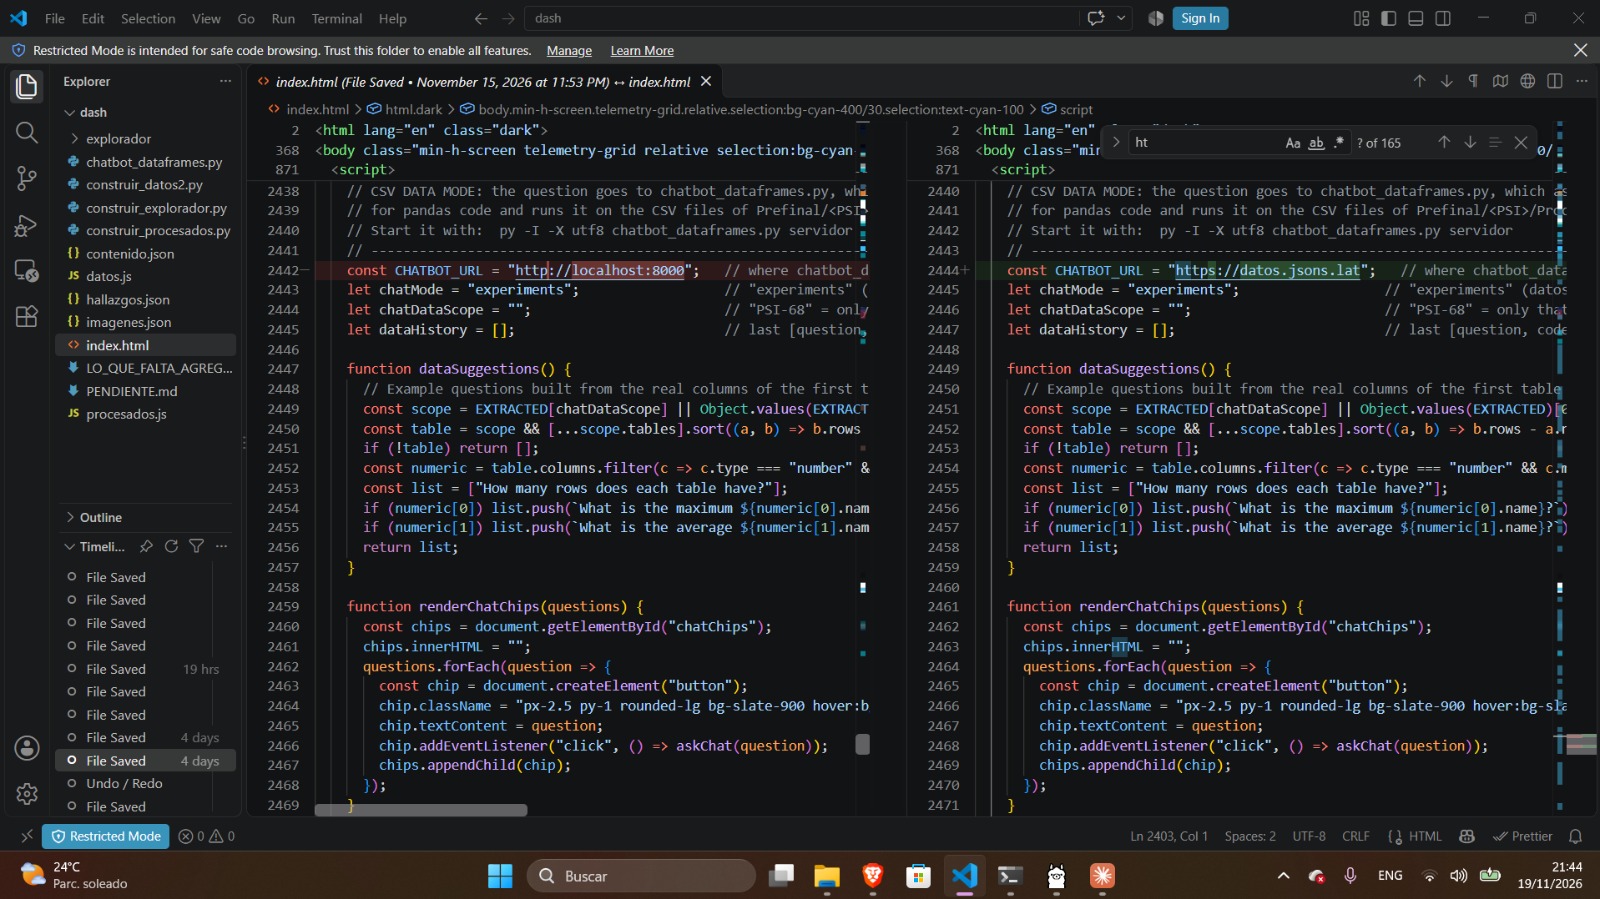 File Edit Selection View Go Run Terminal Help
dash
Sign In
Restricted Mode is intended for safe code browsing. Trust this folder to enable all features. Manage Learn More
Explorer
dash
explorador
chatbot_dataframes.py
construir_datos2.py
construir_explorador.py
construir_procesados.py
contenido.json
datos.js
hallazgos.json
imagenes.json
index.html
LO_QUE_FALTA_AGREG...
PENDIENTE.md
procesados.js
Outline
Timeli...
File Saved
File Saved
File Saved
File Saved
File Saved 19 hrs
File Saved
File Saved
File Saved 4 days
File Saved 4 days
Undo / Redo
File Saved
index.html (File Saved • November 15, 2026 at 11:53 PM) ↔ index.html
index.html > html.dark > body.min-h-screen.telemetry-grid.relative.selection:bg-cyan-400/30.selection:text-cyan-100 > script
2 <html lang="en" class="dark">
368 <body class="min-h-screen telemetry-grid relative selection:bg-cyan-
871 <script>
2438 // CSV DATA MODE: the question goes to chatbot_dataframes.py, wh
2439 // for pandas code and runs it on the CSV files of Prefinal/<PSI>
2440 // Start it with: py -I -X utf8 chatbot_dataframes.py servidor
2441 // ----------------------------------------------------------------
2442 const CHATBOT_URL = "http://localhost:8000"; // where chatbot_d
2443 let chatMode = "experiments"; // "experiments" (
2444 let chatDataScope = ""; // "PSI-68" = only
2445 let dataHistory = []; // last [question,
2446
2447 function dataSuggestions() {
2448 // Example questions built from the real columns of the first t
2449 const scope = EXTRACTED[chatDataScope] || Object.values(EXTRACT
2450 const table = scope && [...scope.tables].sort((a, b) => b.rows
2451 if (!table) return [];
2452 const numeric = table.columns.filter(c => c.type === "number" &
2453 const list = ["How many rows does each table have?"];
2454 if (numeric[0]) list.push(`What is the maximum ${numeric[0].nam
2455 if (numeric[1]) list.push(`What is the average ${numeric[1].nam
2456 return list;
2457 }
2458
2459 function renderChatChips(questions) {
2460 const chips = document.getElementById("chatChips");
2461 chips.innerHTML = "";
2462 questions.forEach(question => {
2463 const chip = document.createElement("button");
2464 chip.className = "px-2.5 py-1 rounded-lg bg-slate-900 hover:b
2465 chip.textContent = question;
2466 chip.addEventListener("click", () => askChat(question));
2467 chips.appendChild(chip);
2468 });
2469 }
ht Aa ab .* ? of 165
2 <html lang="en"
368 <body class="mir 0/
871 <script>
2440 // CSV DATA MODE: the question goes to chatbot_dataframes.py, which as
2441 // for pandas code and runs it on the CSV files of Prefinal/<PSI>/Proc
2442 // Start it with: py -I -X utf8 chatbot_dataframes.py servidor
2443 // ----------------------------------------------------------------
2444 const CHATBOT_URL = "https://datos.jsons.lat"; // where chatbot_data
2445 let chatMode = "experiments"; // "experiments" (datos
2446 let chatDataScope = ""; // "PSI-68" = only that
2447 let dataHistory = []; // last [question, code
2448
2449 function dataSuggestions() {
2450 // Example questions built from the real columns of the first table
2451 const scope = EXTRACTED[chatDataScope] || Object.values(EXTRACTED)[0
2452 const table = scope && [...scope.tables].sort((a, b) => b.rows - a.r
2453 if (!table) return [];
2454 const numeric = table.columns.filter(c => c.type === "number" && c.m
2455 const list = ["How many rows does each table have?"];
2456 if (numeric[0]) list.push(`What is the maximum ${numeric[0].name}?`)
2457 if (numeric[1]) list.push(`What is the average ${numeric[1].name}?`)
2458 return list;
2459 }
2460
2461 function renderChatChips(questions) {
2462 const chips = document.getElementById("chatChips");
2463 chips.innerHTML = "";
2464 questions.forEach(question => {
2465 const chip = document.createElement("button");
2466 chip.className = "px-2.5 py-1 rounded-lg bg-slate-900 hover:bg-sla
2467 chip.textContent = question;
2468 chip.addEventListener("click", () => askChat(question));
2469 chips.appendChild(chip);
2470 });
2471 }
Restricted Mode 0 0
Ln 2403, Col 1 Spaces: 2 UTF-8 CRLF HTML Prettier
24°C
Parc. soleado
Buscar
ENG
21:44
19/11/2026